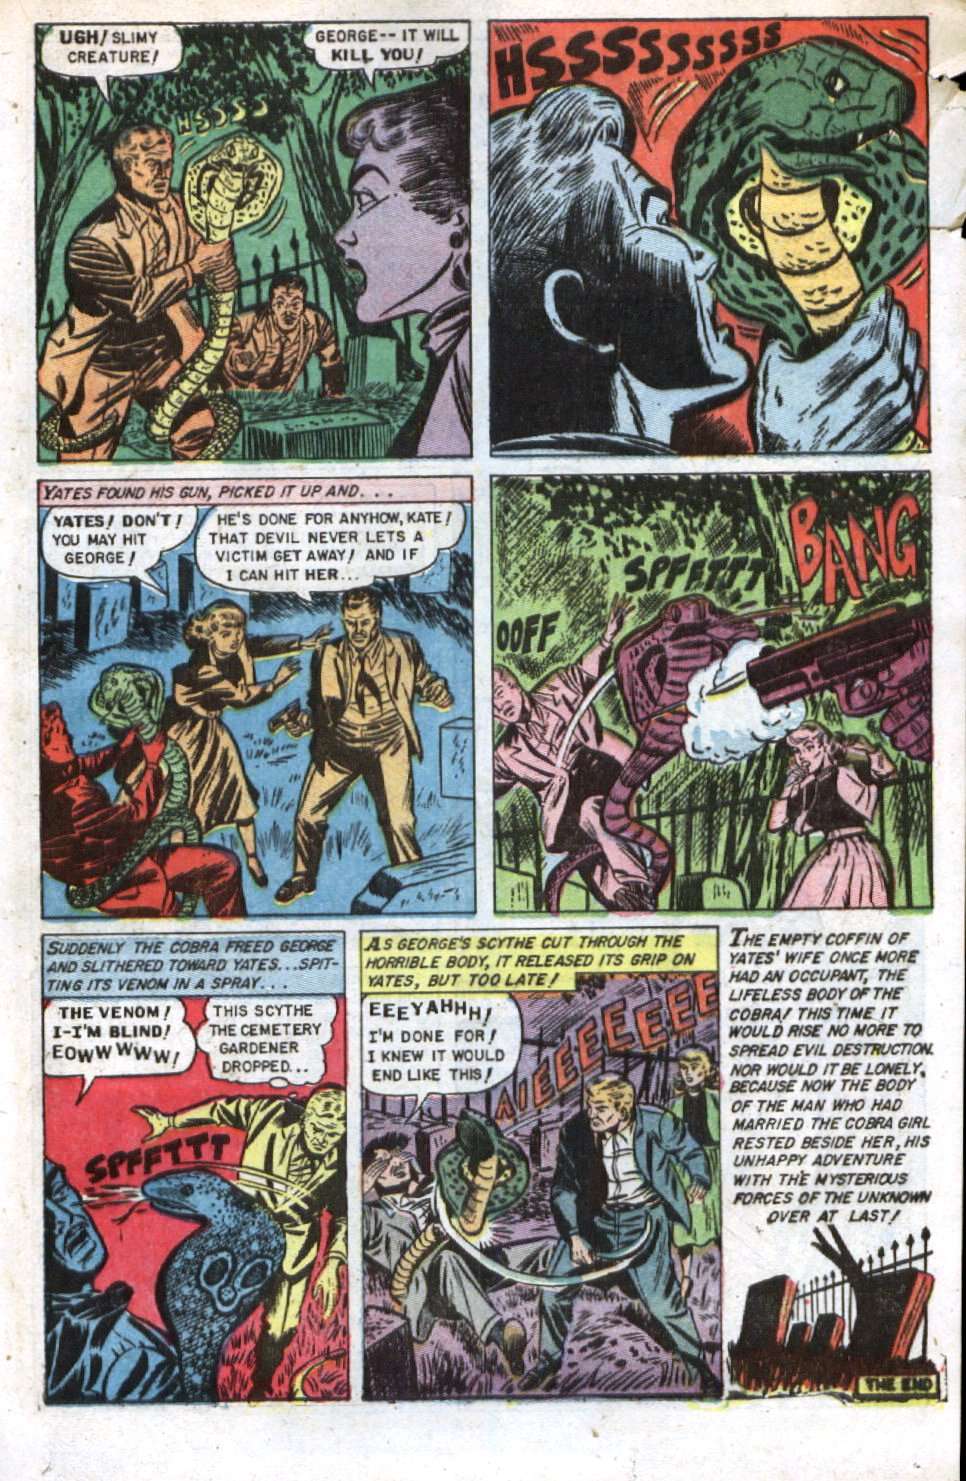 UGH! SLIMY
CREATURE!
GEORGE-- IT WILL
KILL YOU!
HSSSS
HSSSSSSSSSS
YATES FOUND HIS GUN, PICKED IT UP AND. . .
YATES! DON'T!
YOU MAY HIT
GEORGE!
HE'S DONE FOR ANYHOW, KATE!
THAT DEVIL NEVER LETS A
VICTIM GET AWAY! AND IF
I CAN HIT HER...
OOFF
SPFFTTT
BANG
SUDDENLY THE COBRA FREED GEORGE
AND SLITHERED TOWARD YATES...SPIT-
TING ITS VENOM IN A SPRAY. . .
THE VENOM!
I-I'M BLIND!
EOWWWWW!
THIS SCYTHE
THE CEMETERY
GARDENER
DROPPED...
SPFFTTT
AS GEORGE'S SCYTHE CUT THROUGH THE
HORRIBLE BODY, IT RELEASED ITS GRIP ON
YATES, BUT TOO LATE!
EEEYAHHH!
I'M DONE FOR!
I KNEW IT WOULD
END LIKE THIS!
AIEEEEEEE
THE EMPTY COFFIN OF
YATES' WIFE ONCE MORE
HAD AN OCCUPANT, THE
LIFELESS BODY OF THE
COBRA! THIS TIME IT
WOULD RISE NO MORE TO
SPREAD EVIL DESTRUCTION.
NOR WOULD IT BE LONELY,
BECAUSE NOW THE BODY
OF THE MAN WHO HAD
MARRIED THE COBRA GIRL
RESTED BESIDE HER, HIS
UNHAPPY ADVENTURE
WITH THE MYSTERIOUS
FORCES OF THE UNKNOWN
OVER AT LAST!
THE END